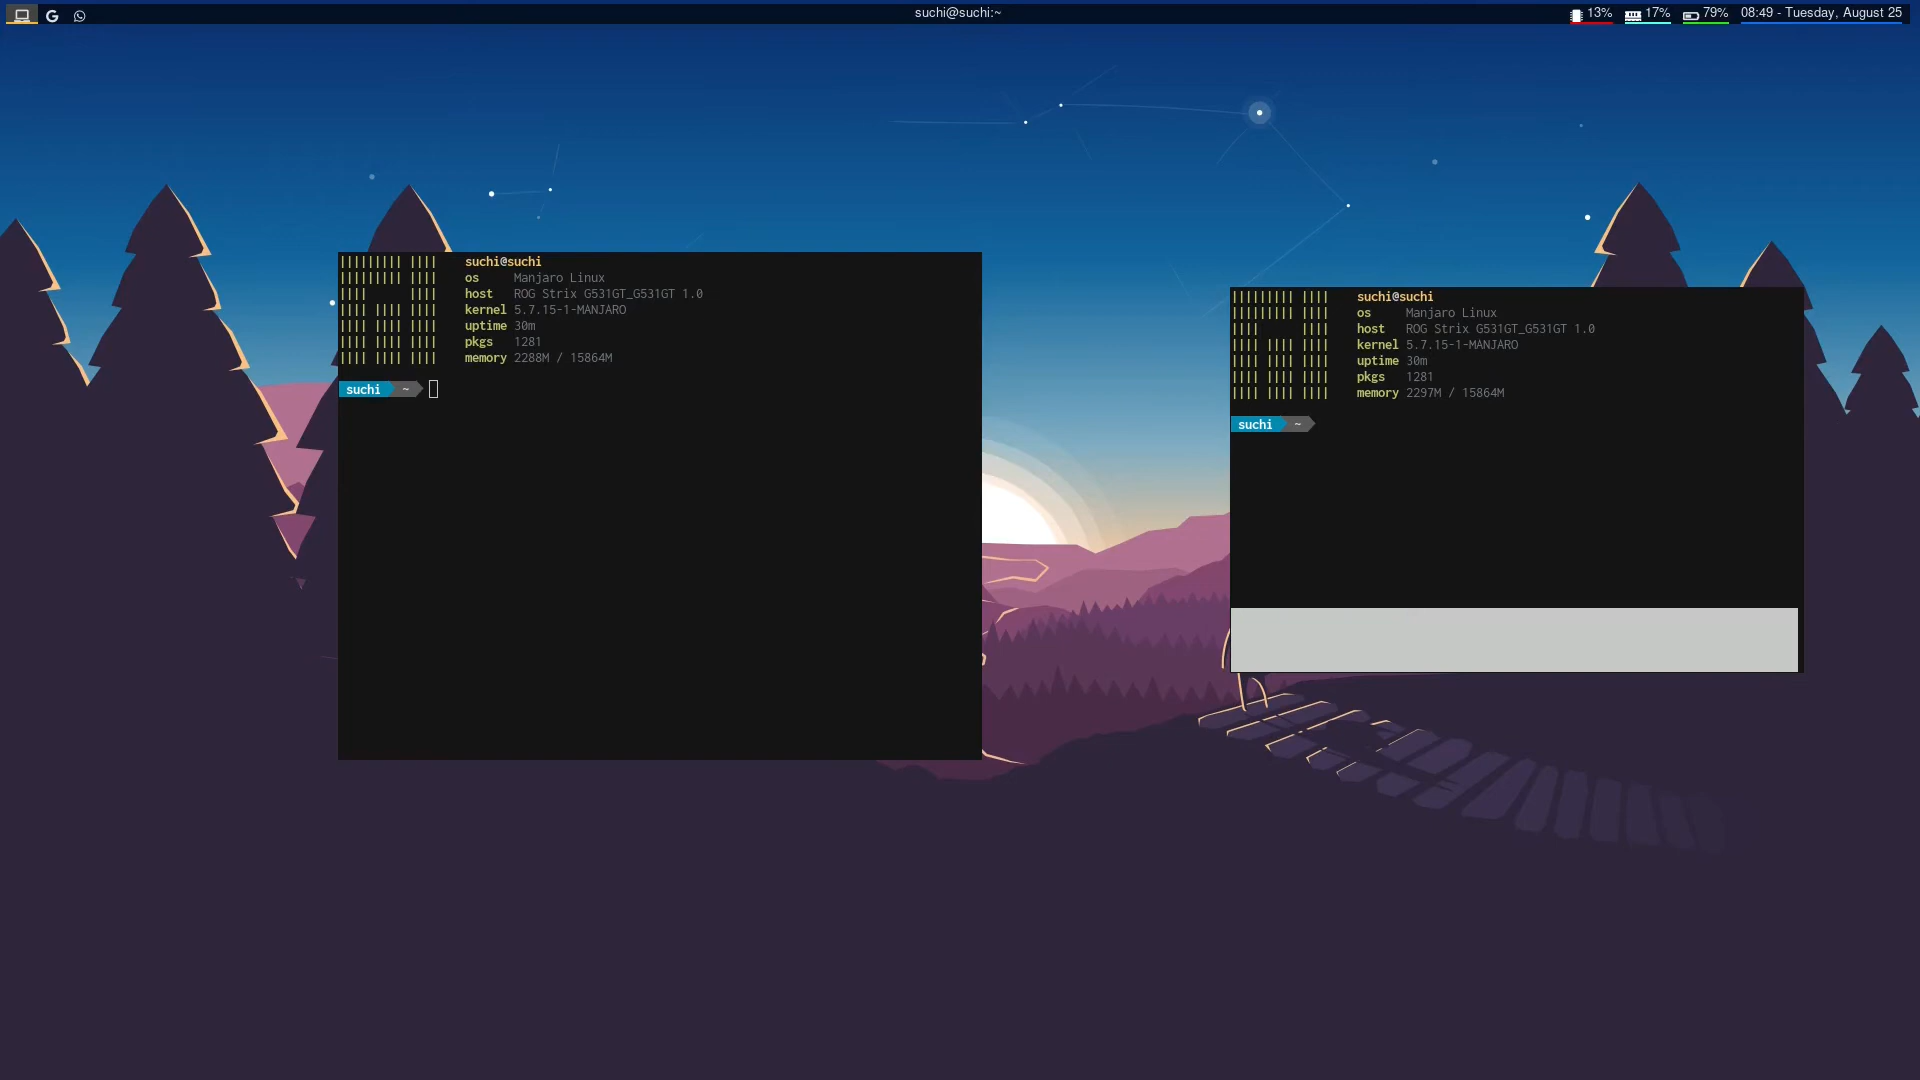 G
suchi@suchi:~
13%
17%
79%
08:49 - Tuesday, August 25
suchi@suchi
os Manjaro Linux
host ROG Strix G531GT_G531GT 1.0
kernel 5.7.15-1-MANJARO
uptime 30m
pkgs 1281
memory 2288M / 15864M
suchi ~
suchi@suchi
os Manjaro Linux
host ROG Strix G531GT_G531GT 1.0
kernel 5.7.15-1-MANJARO
uptime 30m
pkgs 1281
memory 2297M / 15864M
suchi ~